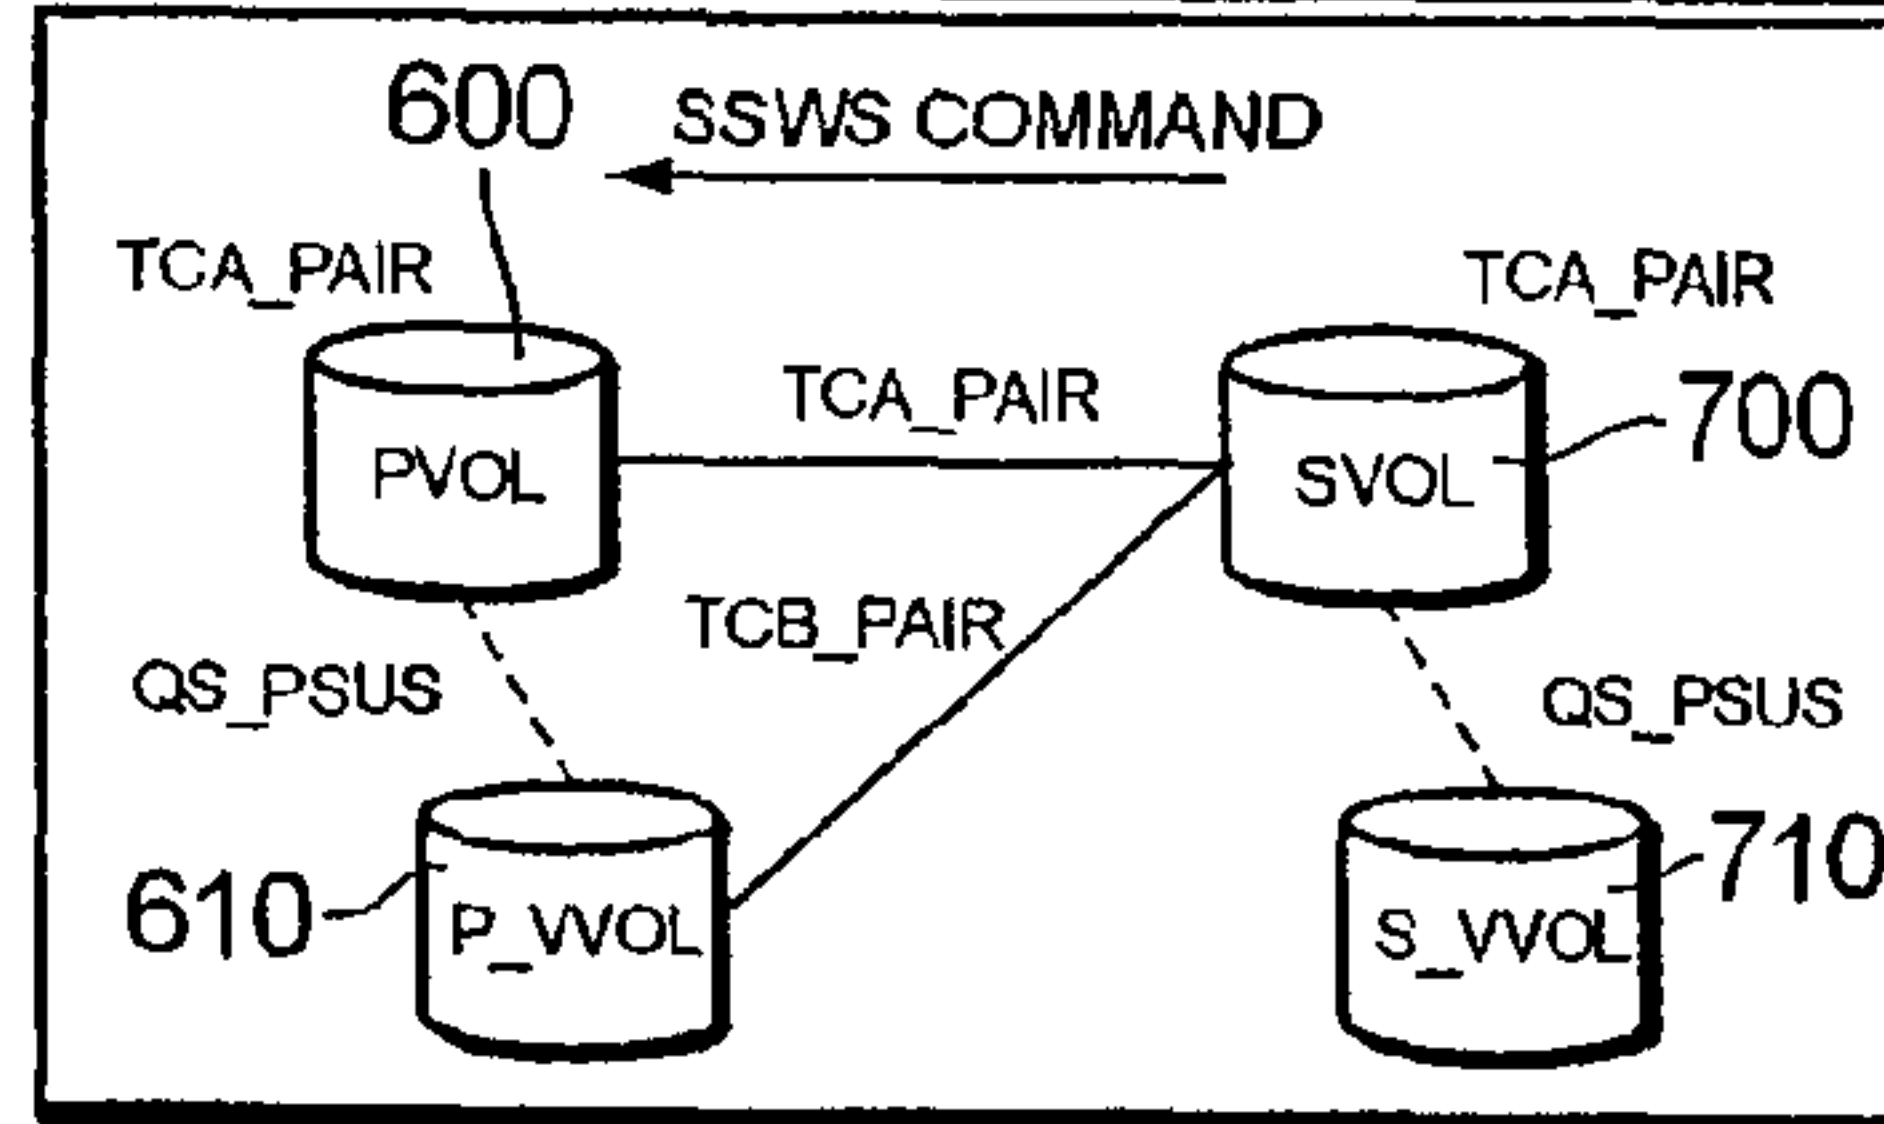 600
SSWS COMMAND
TCA_PAIR
TCA_PAIR
TCA_PAIR
700
PVOL
SVOL
TCB_PAIR
QS_PSUS
QS_PSUS
610
P_VVOL
S_VVOL
710